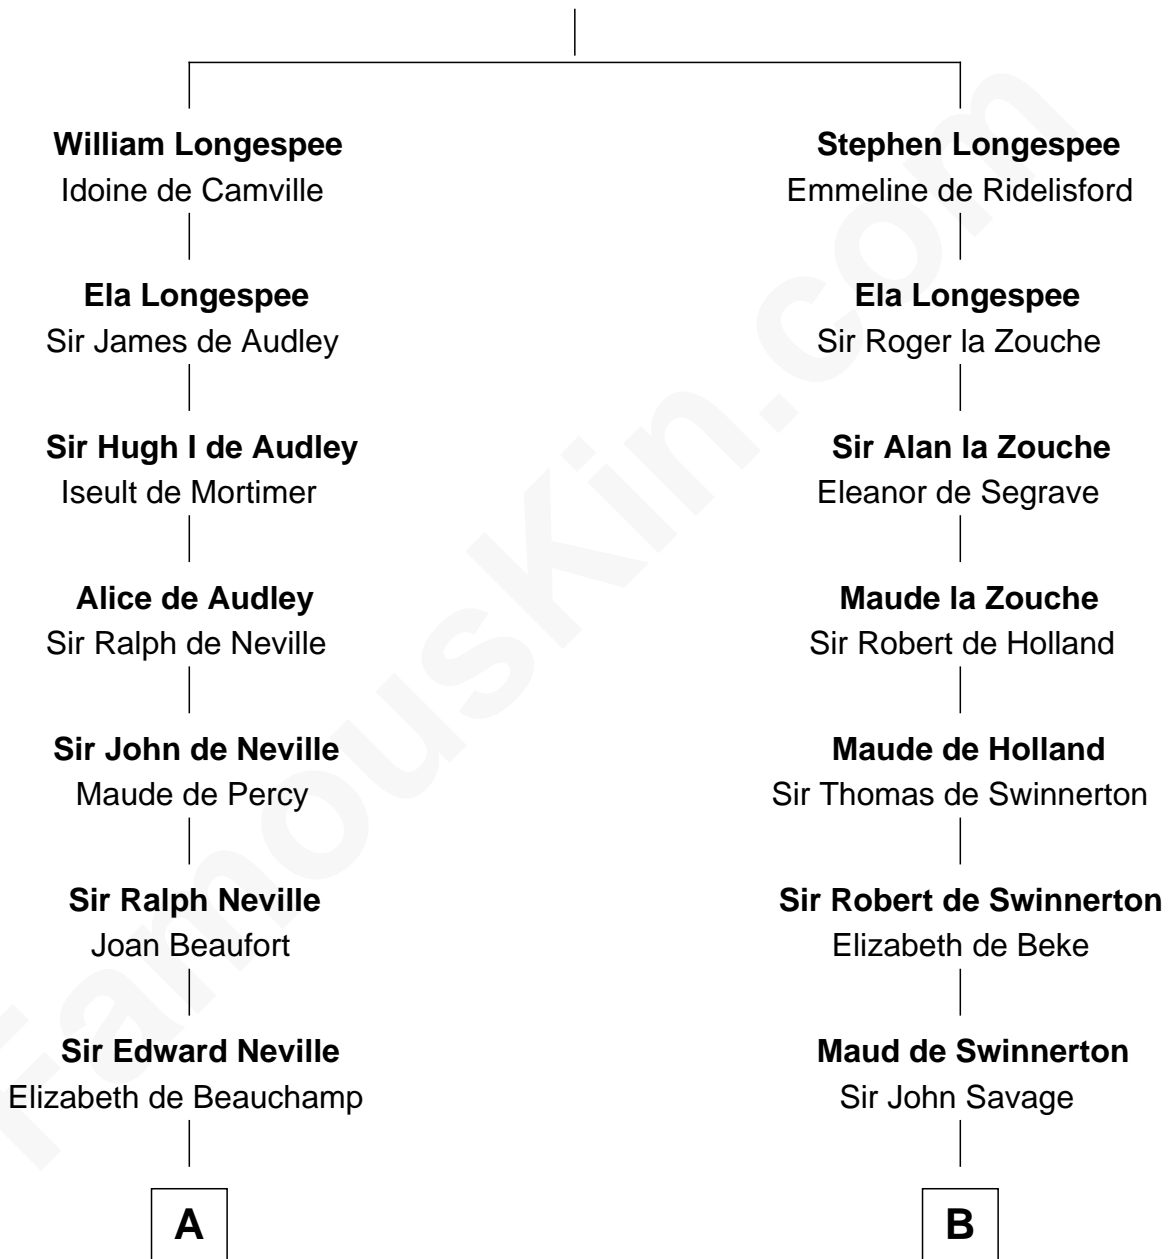 William Longespee
Idoine de Camville
Ela Longespee
Sir James de Audley
Sir Hugh I de Audley
Iseult de Mortimer
Alice de Audley
Sir Ralph de Neville
Sir John de Neville
Maude de Percy
Sir Ralph Neville
Joan Beaufort
Sir Edward Neville
Elizabeth de Beauchamp
A
Stephen Longespee
Emmeline de Ridelisford
Ela Longespee
Sir Roger la Zouche
Sir Alan la Zouche
Eleanor de Segrave
Maude la Zouche
Sir Robert de Holland
Maude de Holland
Sir Thomas de Swinnerton
Sir Robert de Swinnerton
Elizabeth de Beke
Maud de Swinnerton
Sir John Savage
B
FamousKin.com